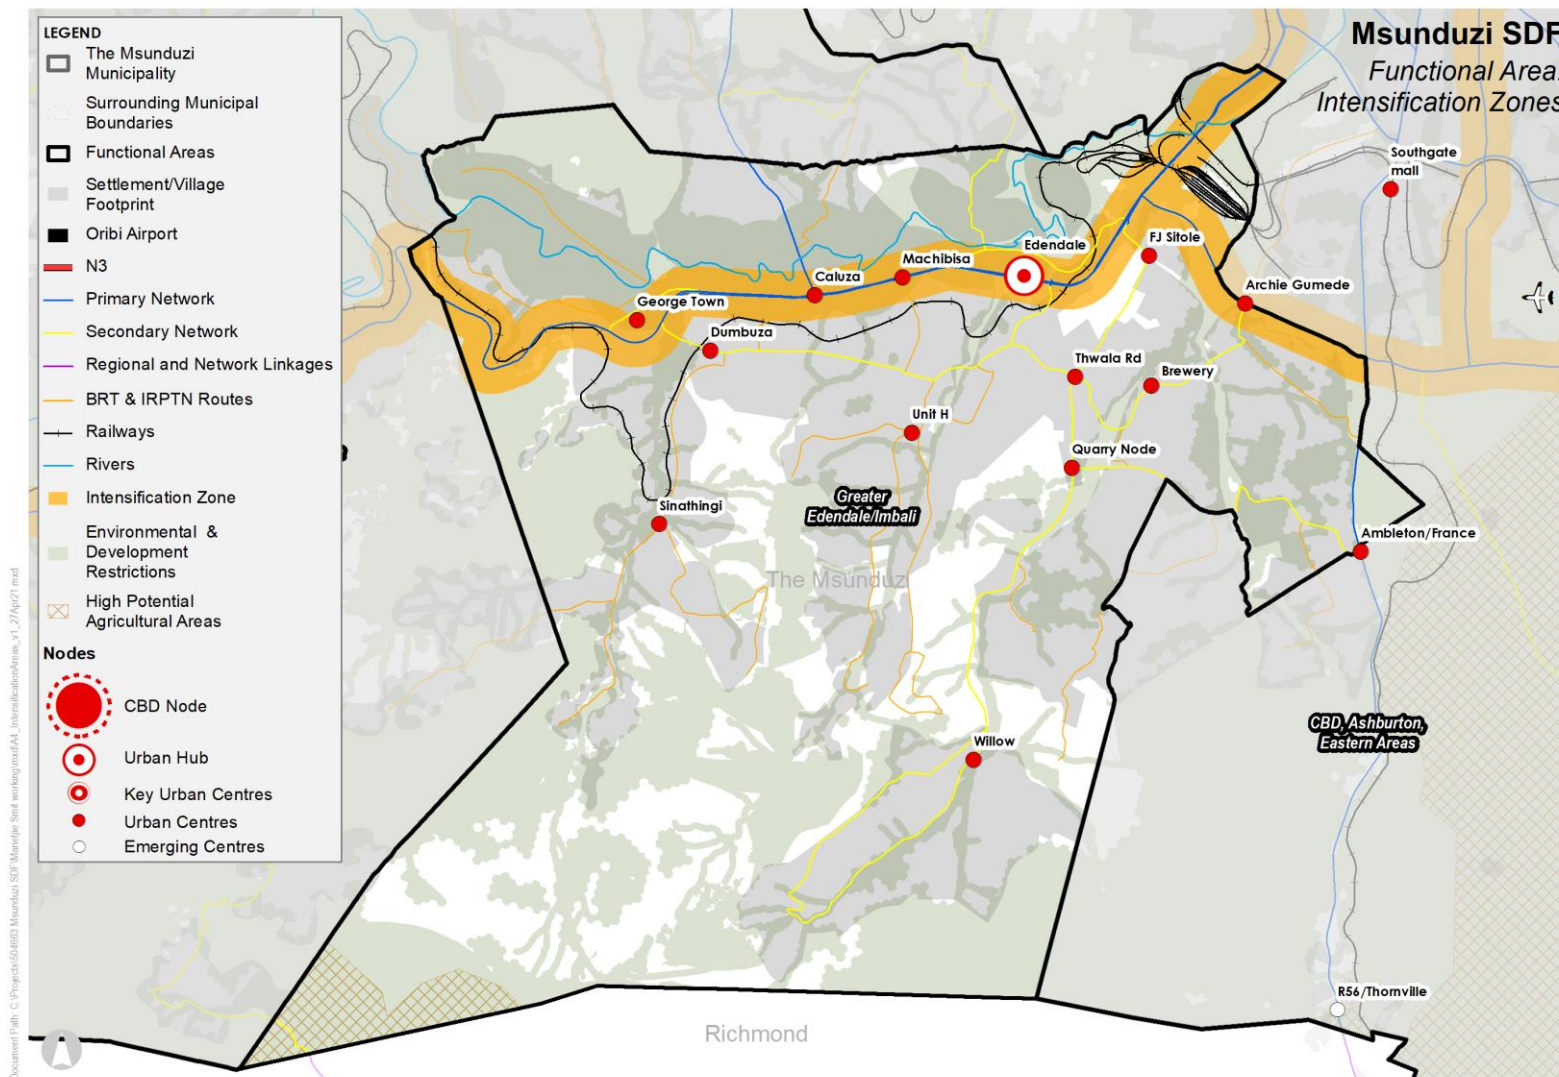 Msunduzi SDF
Functional Area:
Intensification Zones
LEGEND
The Msunduzi
Municipality
Surrounding Municipal
Boundaries
Functional Areas
Settlement/Village
Footprint
Oribi Airport
N3
Primary Network
Secondary Network
Regional and Network Linkages
BRT & IRPTN Routes
Railways
Rivers
Intensification Zone
Environmental &
Development
Restrictions
High Potential
Agricultural Areas
Nodes
CBD Node
Urban Hub
Key Urban Centres
Urban Centres
Emerging Centres
Southgate
mall
FJ Sitole
Edendale
Machibisa
Caluza
Archie Gumede
George Town
Dumbuza
Thwala Rd
Brewery
Unit H
Quarry Node
Greater
Edendale/Imbali
Sinathingi
Ambleton/France
The Msunduzi
CBD, Ashburton,
Eastern Areas
Willow
R56/Thornville
Richmond